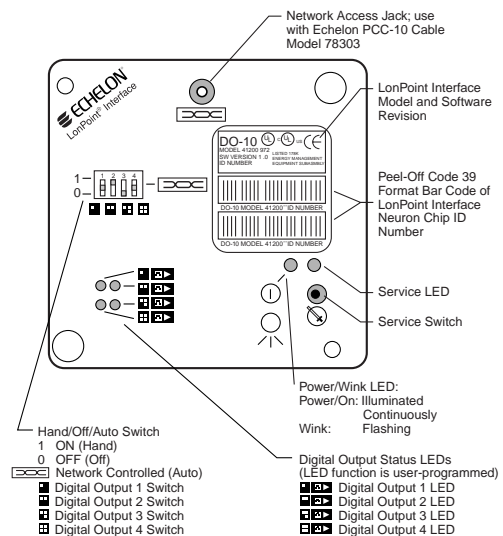 Network Access Jack; use
with Echelon PCC-10 Cable
Model 78303
ECHELON®
LonPoint® Interface
LonPoint Interface
Model and Software
Revision
DO-10
MODEL 41200 972
SW VERSION 1.0
ID NUMBER
LISTED 176K
ENERGY MANAGEMENT
EQUIPMENT SUBASSEMBLY
C US
CE
DO-10 MODEL 41200 ID NUMBER
DO-10 MODEL 41200 ID NUMBER
Peel-Off Code 39
Format Bar Code of
LonPoint Interface
Neuron Chip ID
Number
1 2 3 4
1
0
Service LED
Service Switch
Power/Wink LED:
Power/On: Illuminated
Continuously
Wink: Flashing
Hand/Off/Auto Switch
1 ON (Hand)
0 OFF (Off)
Network Controlled (Auto)
Digital Output 1 Switch
Digital Output 2 Switch
Digital Output 3 Switch
Digital Output 4 Switch
Digital Output Status LEDs
(LED function is user-programmed)
Digital Output 1 LED
Digital Output 2 LED
Digital Output 3 LED
Digital Output 4 LED